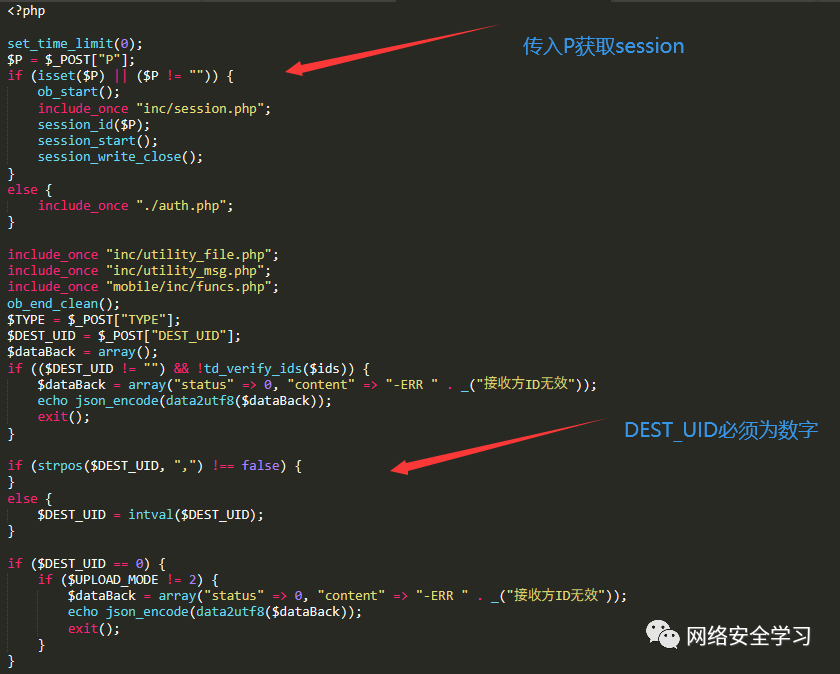 <?php
set_time_limit(0);
$P = $_POST["P"];
if (isset($P) || ($P != "")) {
    ob_start();
    include_once "inc/session.php";
    session_id($P);
    session_start();
    session_write_close();
}
else {
    include_once "./auth.php";
}
传入P获取session
include_once "inc/utility_file.php";
include_once "inc/utility_msg.php";
include_once "mobile/inc/funcs.php";
ob_end_clean();
$TYPE = $_POST["TYPE"];
$DEST_UID = $_POST["DEST_UID"];
$dataBack = array();
if (($DEST_UID != "") && !td_verify_ids($ids)) {
    $dataBack = array("status" => 0, "content" => "-ERR " . _("接收方ID无效"));
    echo json_encode(data2utf8($dataBack));
    exit();
}
DEST_UID必须为数字
if (strpos($DEST_UID, ",") !== false) {
}
else {
    $DEST_UID = intval($DEST_UID);
}
if ($DEST_UID == 0) {
    if ($UPLOAD_MODE != 2) {
        $dataBack = array("status" => 0, "content" => "-ERR " . _("接收方ID无效"));
        echo json_encode(data2utf8($dataBack));
        exit();
    }
}
网络安全学习